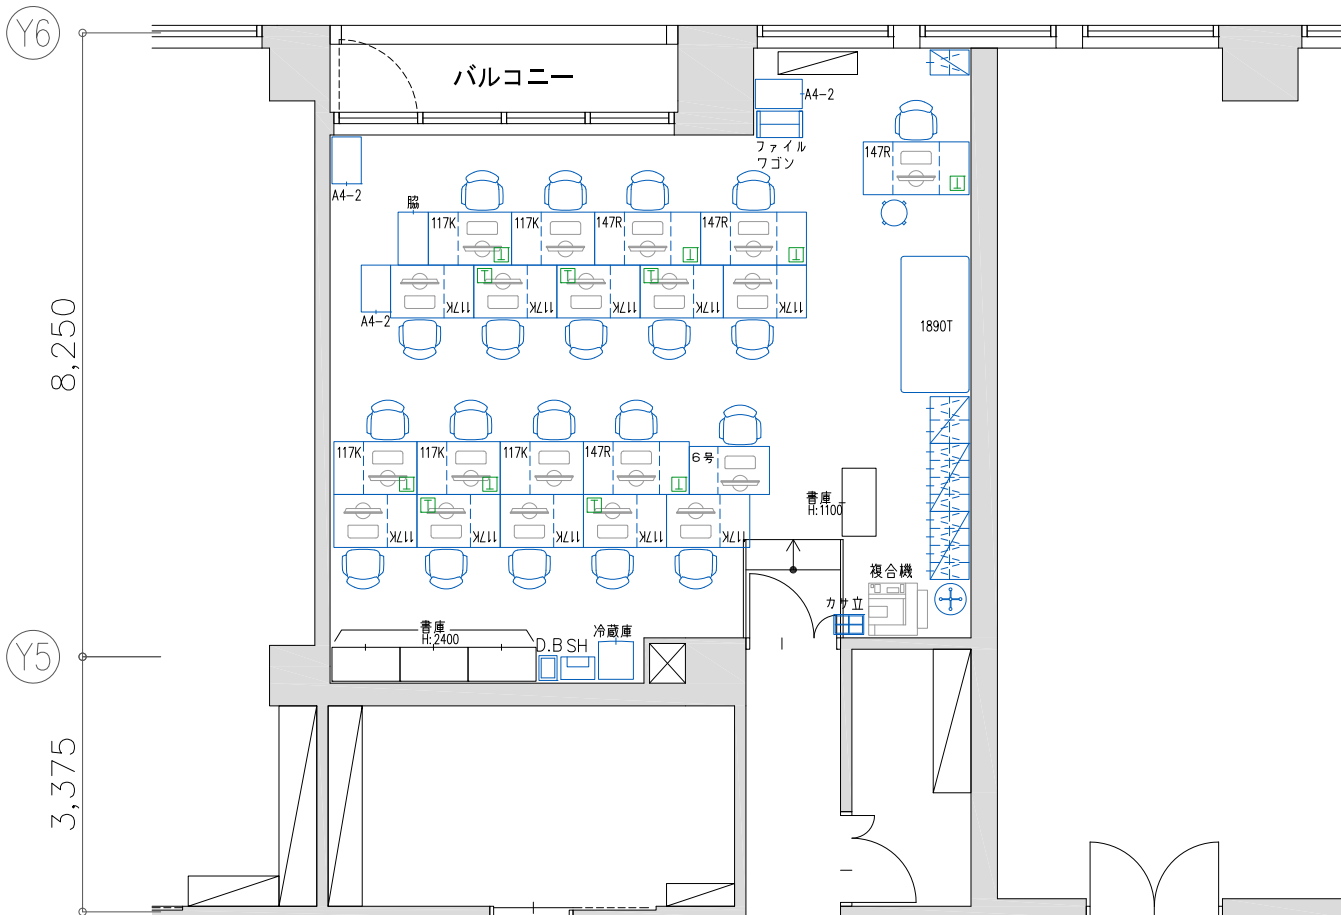 Y6
バルコニー
A4-2
ファイル
ワゴン
147R
A4-2
脇
117K
117K
147R
147R
A4-2
117K
117K
117K
117K
117K
8,250
1890T
117K
117K
117K
147R
6号
書庫
H:1100
117K
117K
117K
117K
117K
複合機
カサ立
書庫
H:2400
D.B SH
冷蔵庫
Y5
3,375